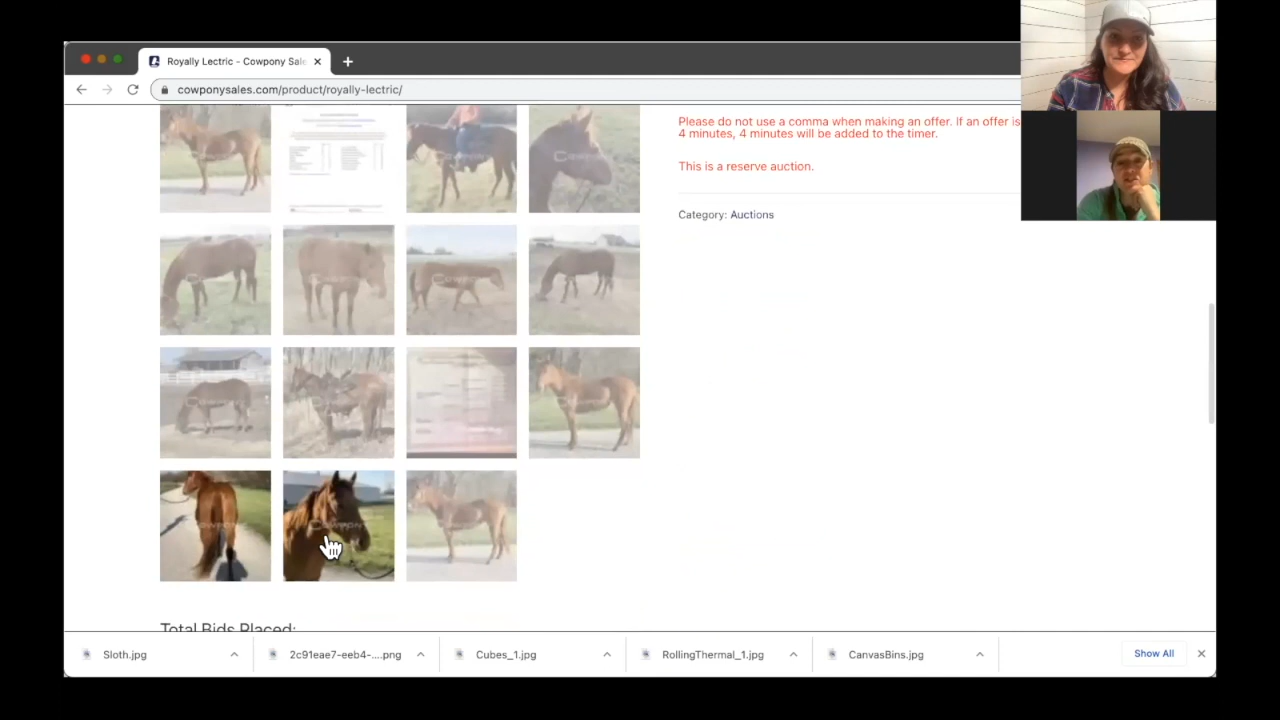 Royally Lectric - Cowpony Sale
cowponysales.com/product/royally-lectric/
Please do not use a comma when making an offer. If an offer is
4 minutes, 4 minutes will be added to the timer.
This is a reserve auction.
Category: Auctions
Total Bids Placed:
Sloth.jpg
2c91eae7-eeb4-....png
Cubes_1.jpg
RollingThermal_1.jpg
CanvasBins.jpg
Show All